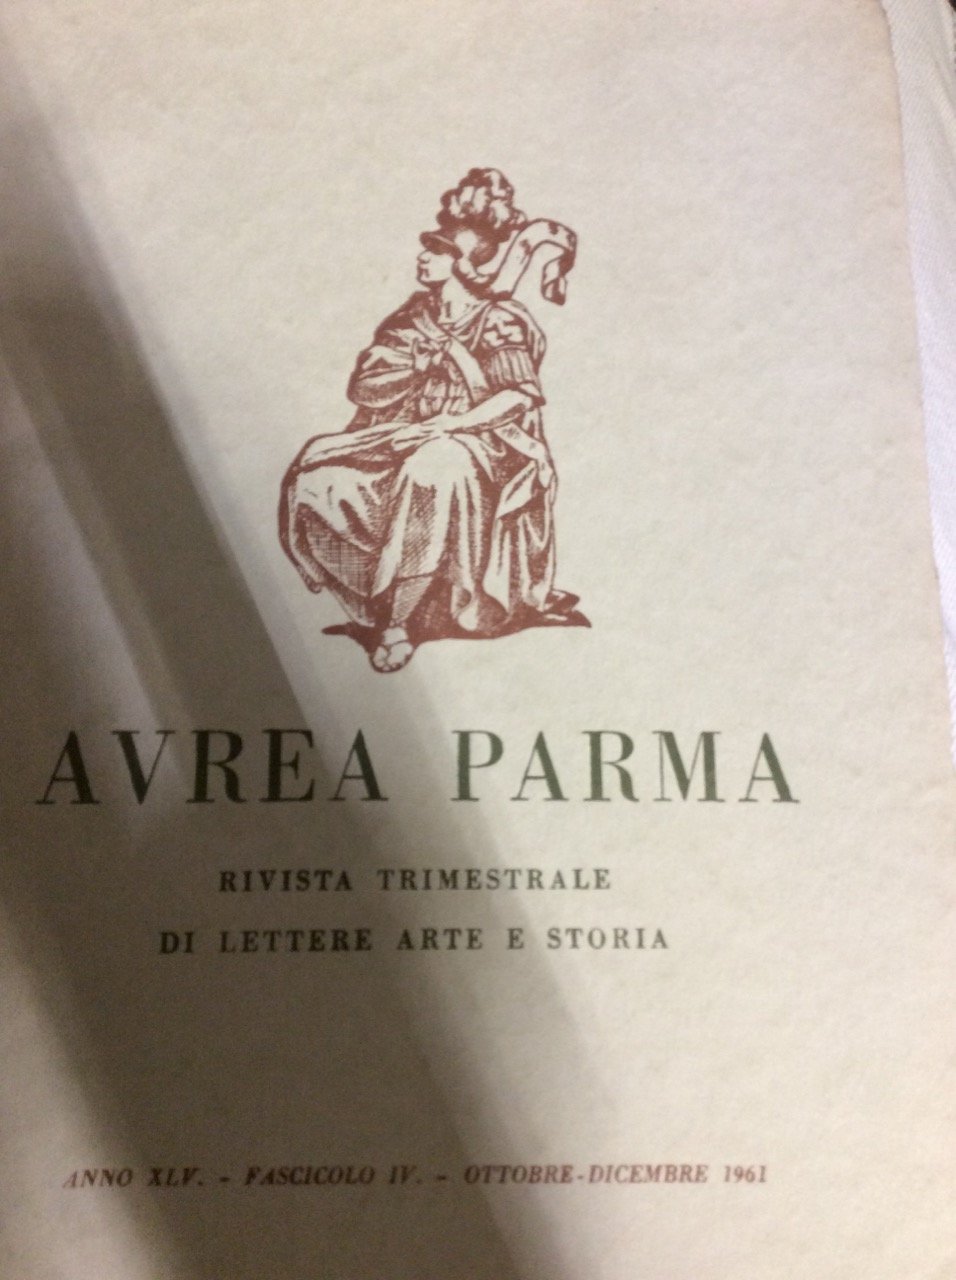 AVREA PARMA
RIVISTA TRIMESTRALE
DI LETTERE ARTE E STORIA
ANNO XLV. - FASCICOLO IV. - OTTOBRE-DICEMBRE 1961